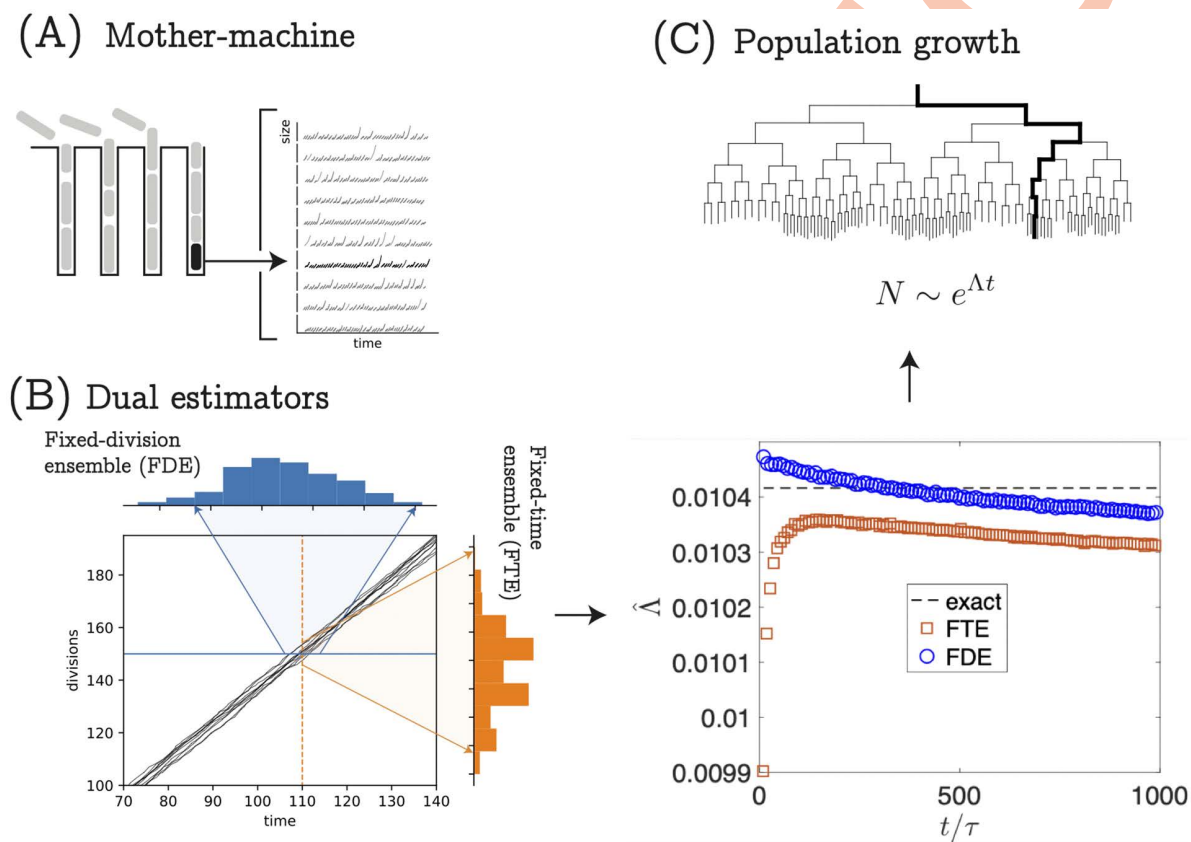 (A) Mother-machine
size
time
(B) Dual estimators
Fixed-division
ensemble (FDE)
Fixed-time
ensemble (FTE)
divisions
180
160
140
120
100
70 80 90 100 110 120 130 140
time
(C) Population growth
N ∼ e^{Λt}
0.0104
0.0103
0.0102
0.0101
0.01
0.0099
Λ̂
exact
FTE
FDE
0 500 1000
t/τ